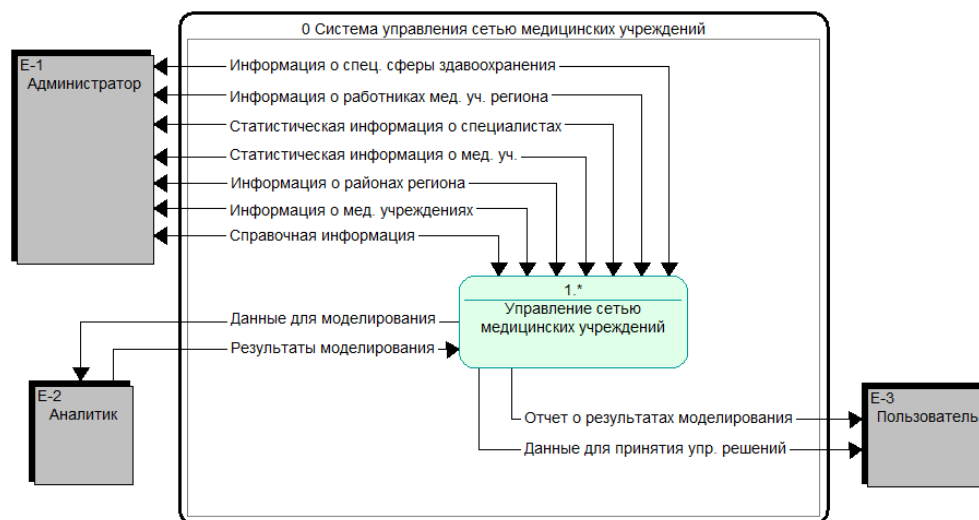 0 Система управления сетью медицинских учреждений
E-1
Администратор
Информация о спец. сферы здавоохранения
Информация о работниках мед. уч. региона
Статистическая информация о специалистах
Статистическая информация о мед. уч.
Информация о районах региона
Информация о мед. учреждениях
Справочная информация
1.*
Управление сетью
медицинских учреждений
Данные для моделирования
Результаты моделирования
E-2
Аналитик
E-3
Пользователь
Отчет о результатах моделирования
Данные для принятия упр. решений